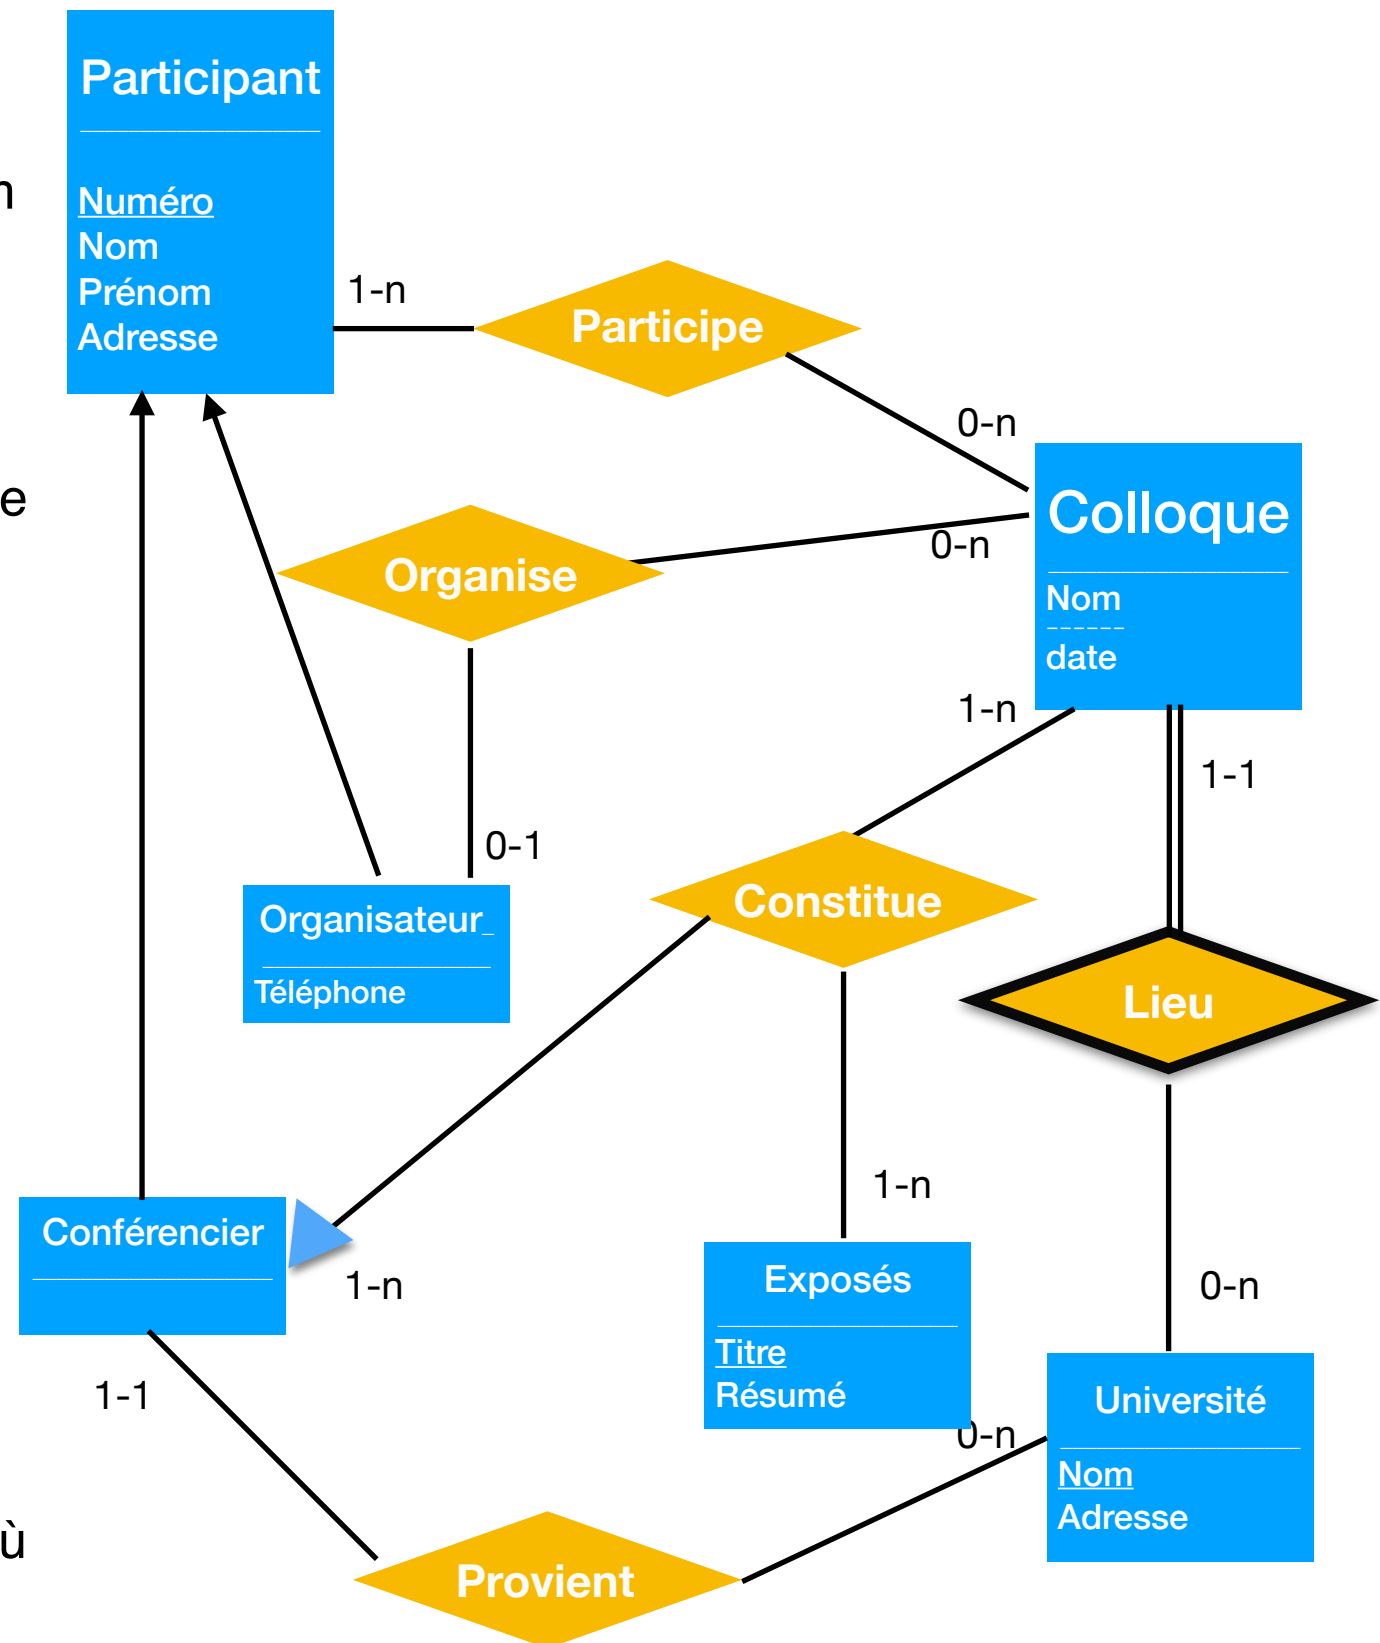 Participant
n
Numéro
Nom
Prénom
Adresse
1-n
Participe
0-n
e
Colloque
0-n
Organise
Nom
date
1-n
1-1
0-1
Organisateur_
Téléphone
Constitue
Lieu
1-n
Conférencier
1-n
Exposés
0-n
Titre
Résumé
1-1
Université
0-n
Nom
Adresse
ù
Provient